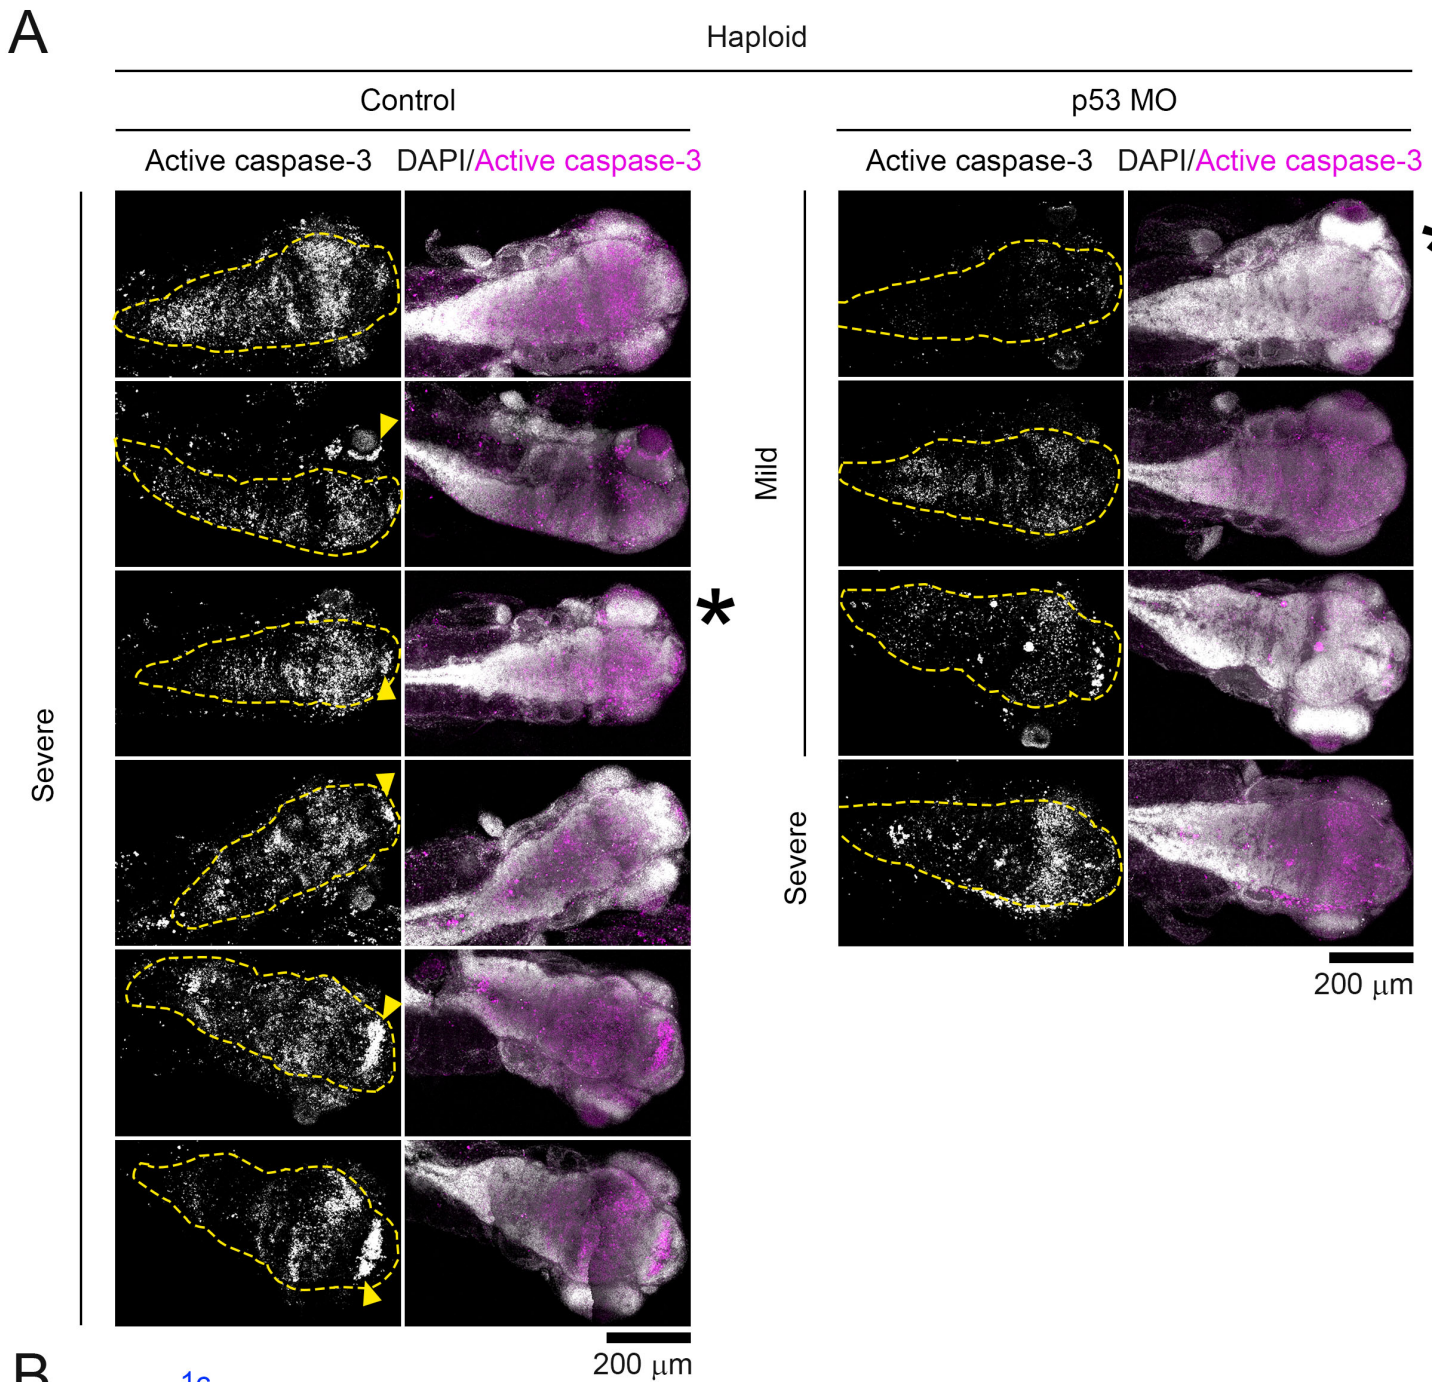 A
Haploid
Control
p53 MO
Active caspase-3
DAPI/Active caspase-3
Active caspase-3
DAPI/Active caspase-3
*
*
Mild
Severe
Severe
200 μm
200 μm
B